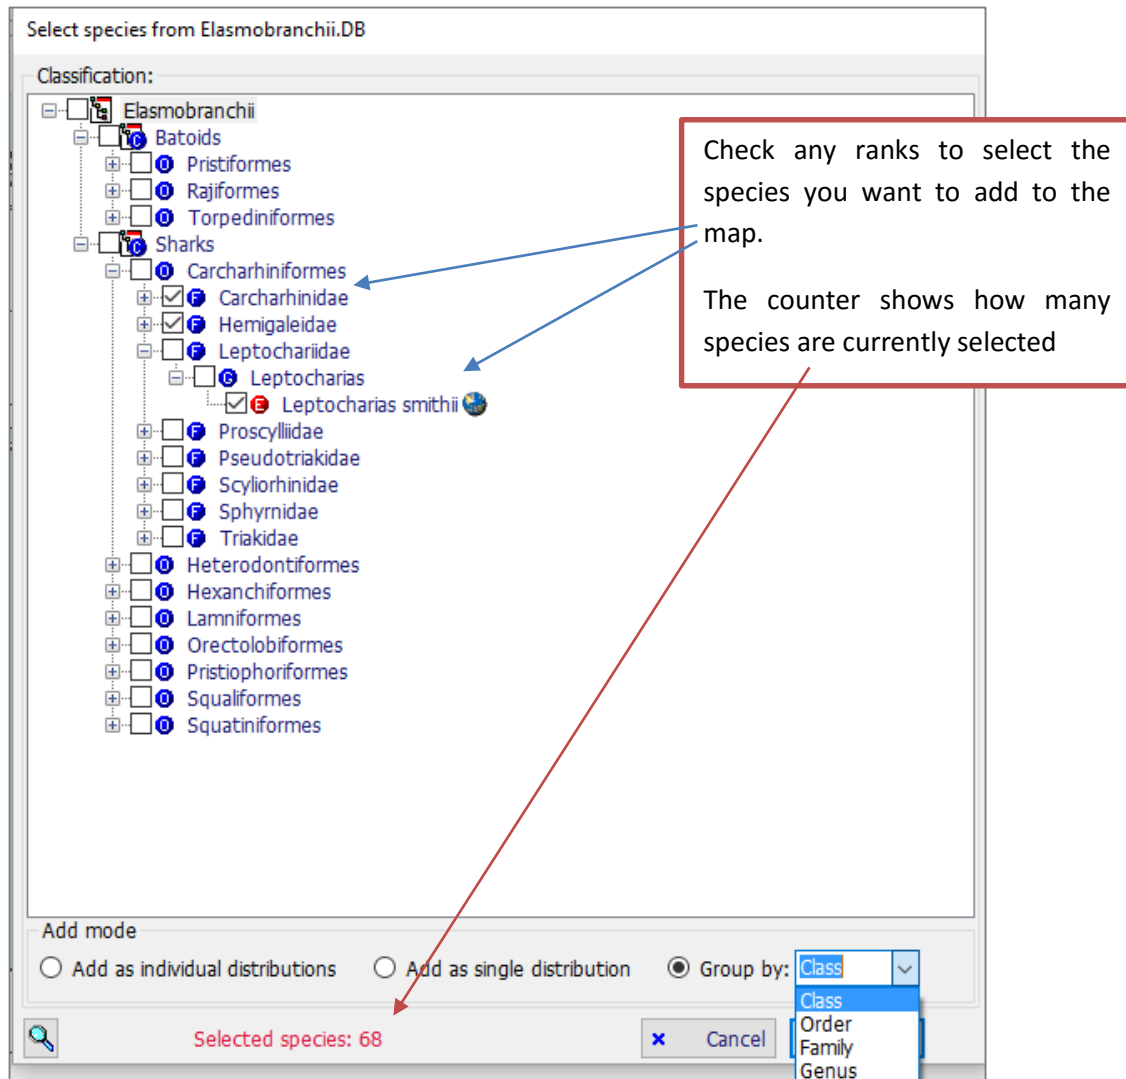 Select species from Elasmobranchii.DB
Classification:
Elasmobranchii
C Batoids
O Pristiformes
O Rajiformes
O Torpediniformes
C Sharks
O Carcharhiniformes
F Carcharhinidae
F Hemigaleidae
F Leptochariidae
G Leptocharias
E Leptocharias smithii
F Proscylliidae
F Pseudotriakidae
F Scyliorhinidae
F Sphyrnidae
F Triakidae
O Heterodontiformes
O Hexanchiformes
O Lamniformes
O Orectolobiformes
O Pristiophoriformes
O Squaliformes
O Squatiniformes
Check any ranks to select the
species you want to add to the
map.
The counter shows how many
species are currently selected
Add mode
Add as individual distributions Add as single distribution Group by: Class
Class
Order
Family
Genus
Selected species: 68 Cancel